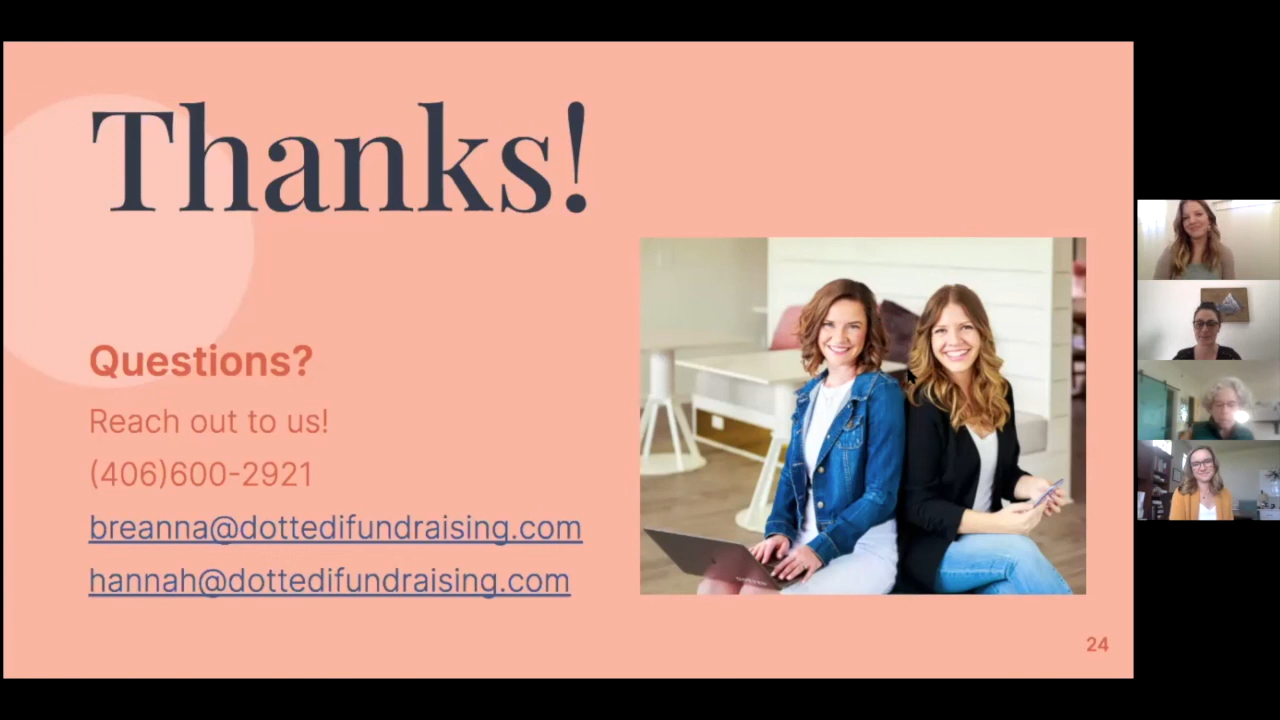 Thanks!
Questions?
Reach out to us!
(406)600-2921
breanna@dottedifundraising.com
hannah@dottedifundraising.com
24